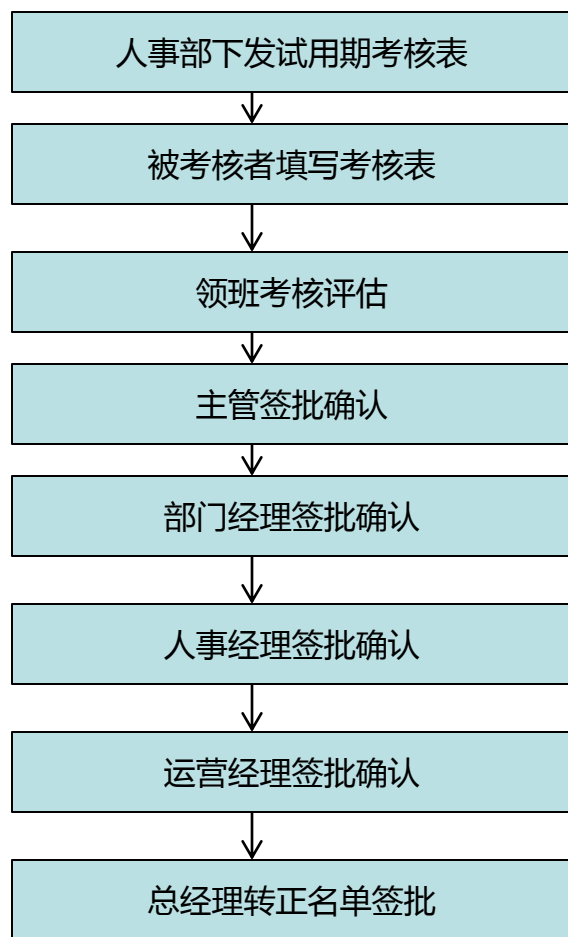 人事部下发试用期考核表
被考核者填写考核表
领班考核评估
主管签批确认
部门经理签批确认
人事经理签批确认
运营经理签批确认
总经理转正名单签批